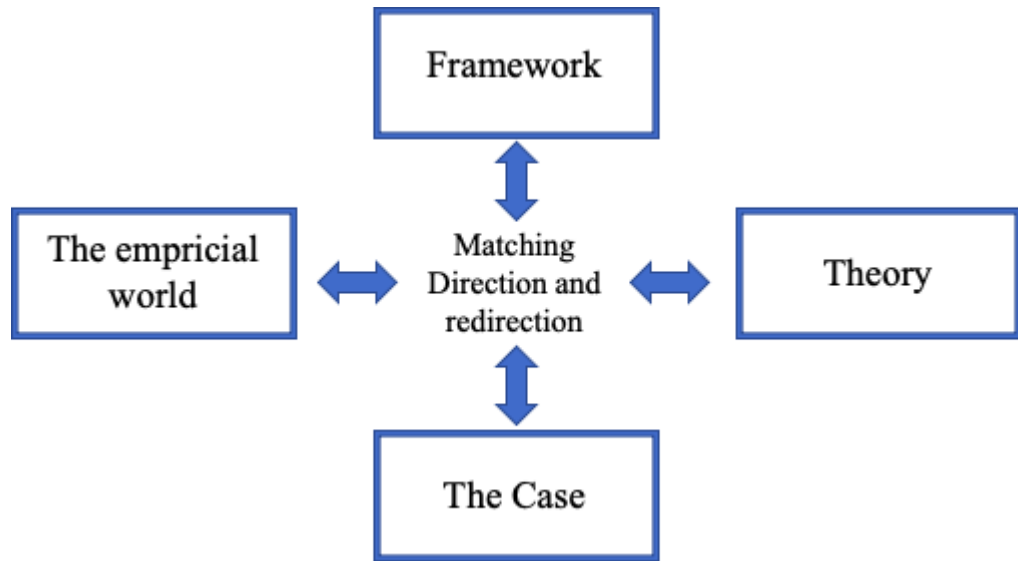 Framework
The empricial
world
Matching
Direction and
redirection
Theory
The Case